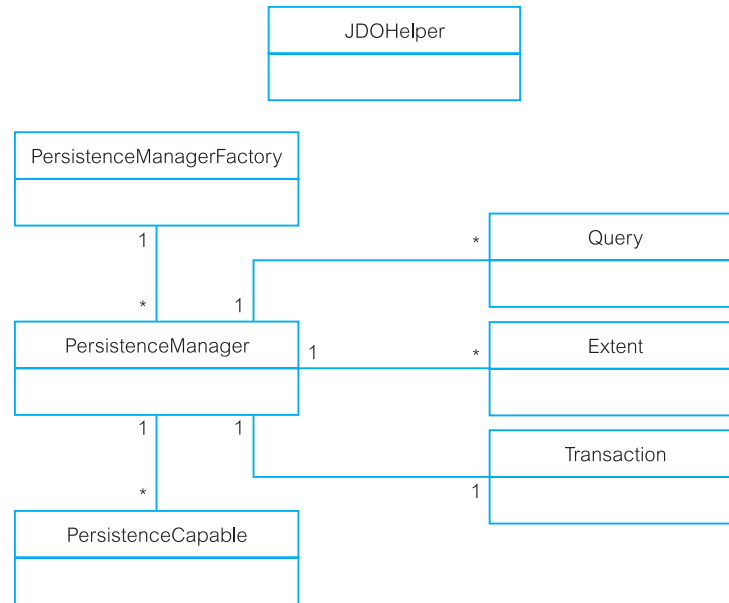 JDOHelper
PersistenceManagerFactory
1
*
Query
*
1
PersistenceManager
1
*
Extent
1
1
Transaction
1
*
PersistenceCapable